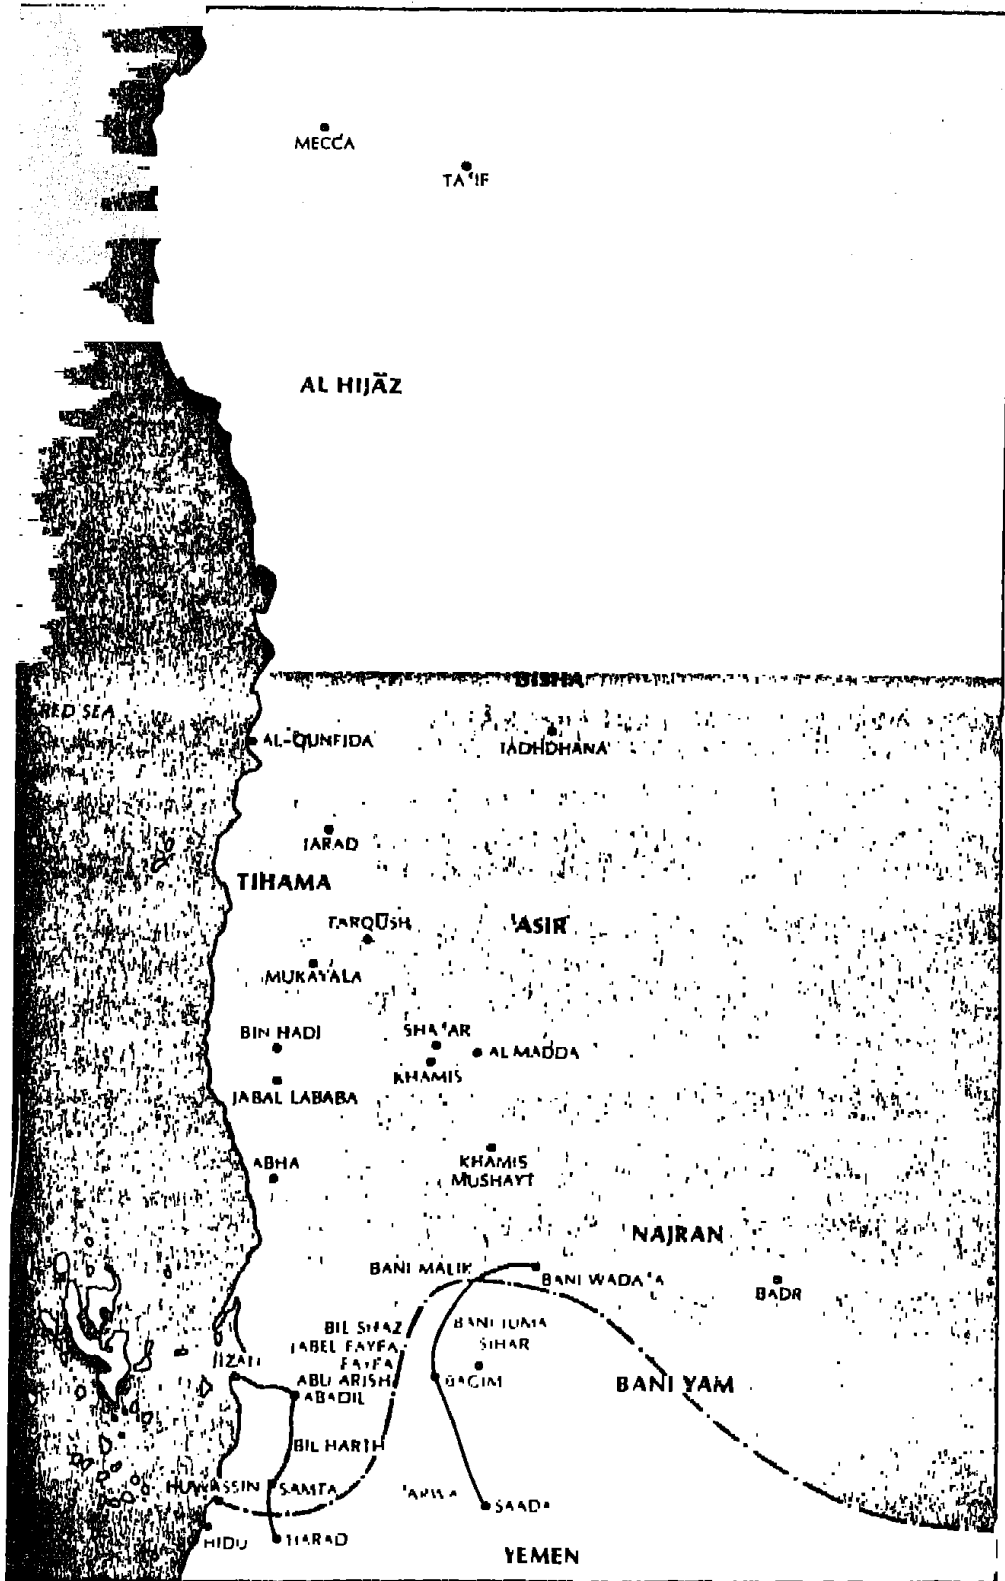 MECCA
TA'IF
AL HIJĀZ
BISHA
RED SEA
AL-QUNFIDA
JADHDHANA
JARAD
TIHAMA
TARQUSH
'ASIR
MUKAYALA
BIN HADI
SHA'AR
AL MADDA
KHAMIS
JABAL LABABA
ABHA
KHAMIS
MUSHAYT
NAJRAN
BANI MALIK
BANI WADA'A
BADR
BIL SHAZ
BANI JUMA
JABEL FAYFA
SIHAR
FAYFA
JIZAN
ABU ARISH
BAGIM
BANI YAM
ABADIL
BIL HARTH
HUWASSIN
SAMTA
SAADA
HIDU
HARAD
YEMEN